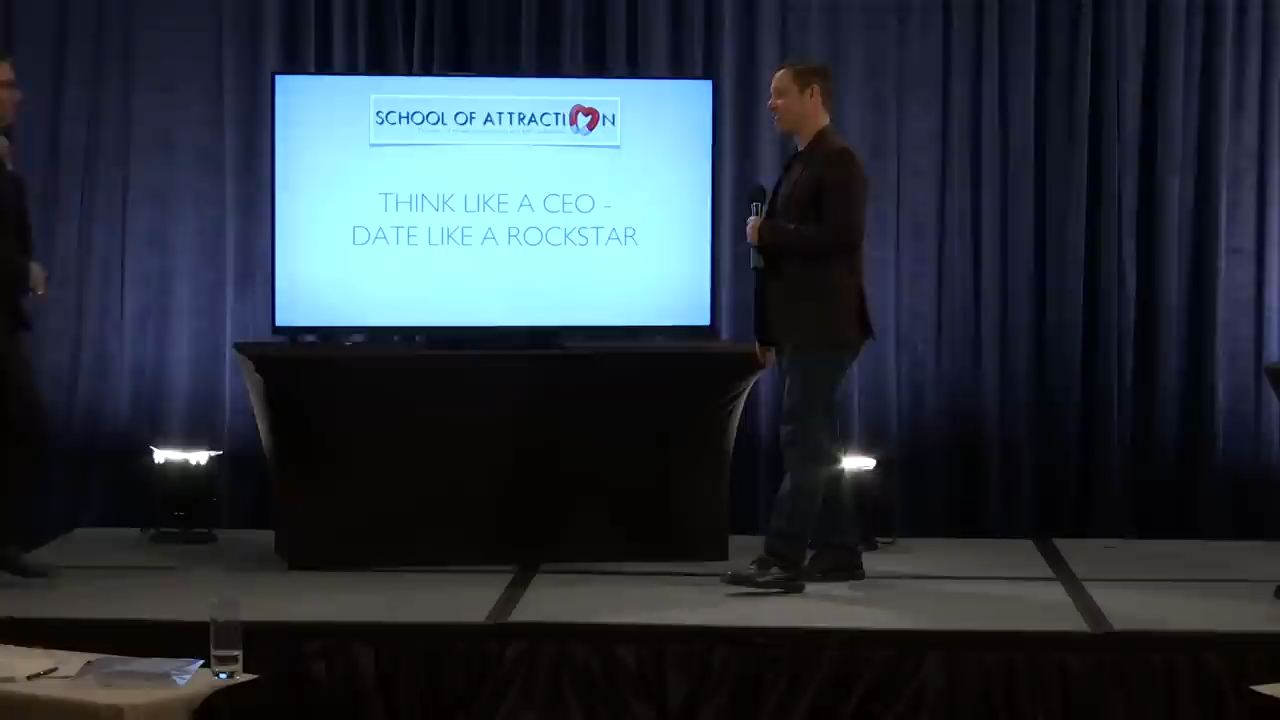 SCHOOL OF ATTRACTION
THINK LIKE A CEO -
DATE LIKE A ROCKSTAR